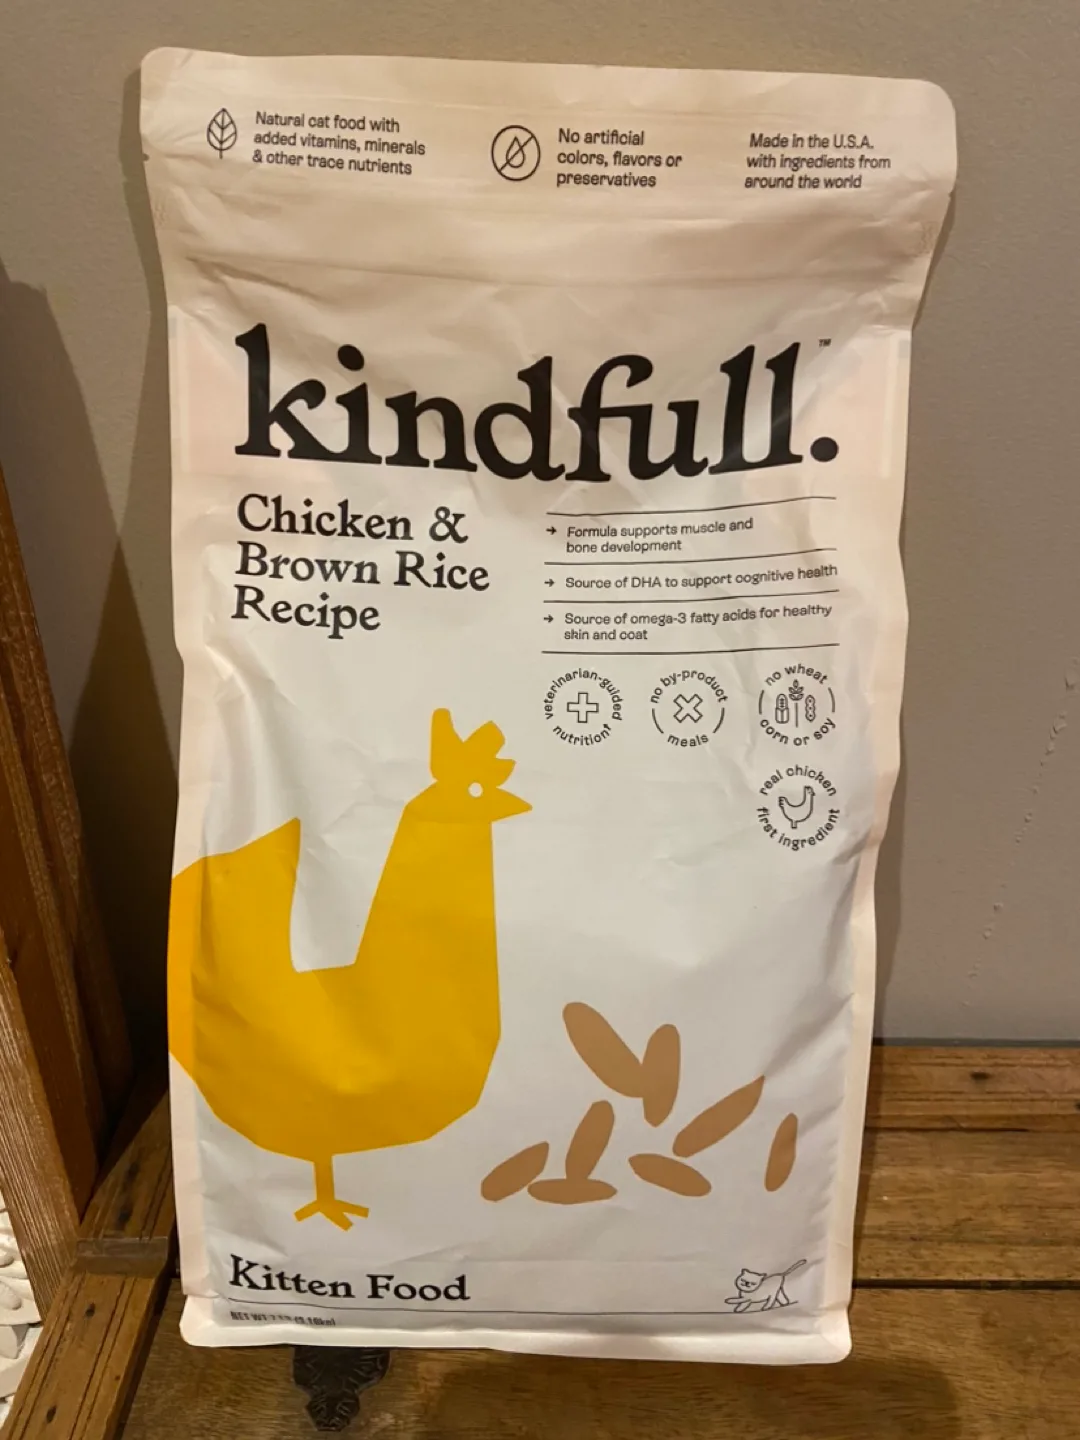 Natural cat food with
added vitamins, minerals
& other trace nutrients
No artificial
colors, flavors or
preservatives
Made in the U.S.A.
with ingredients from
around the world
kindfull.™
Chicken &
Brown Rice
Recipe
→ Formula supports muscle and
bone development
→ Source of DHA to support cognitive health
→ Source of omega-3 fatty acids for healthy
skin and coat
veterinarian-guided
nutrition†
no by-product
meals
no wheat
corn or soy
real chicken
first ingredient
Kitten Food
NET WT